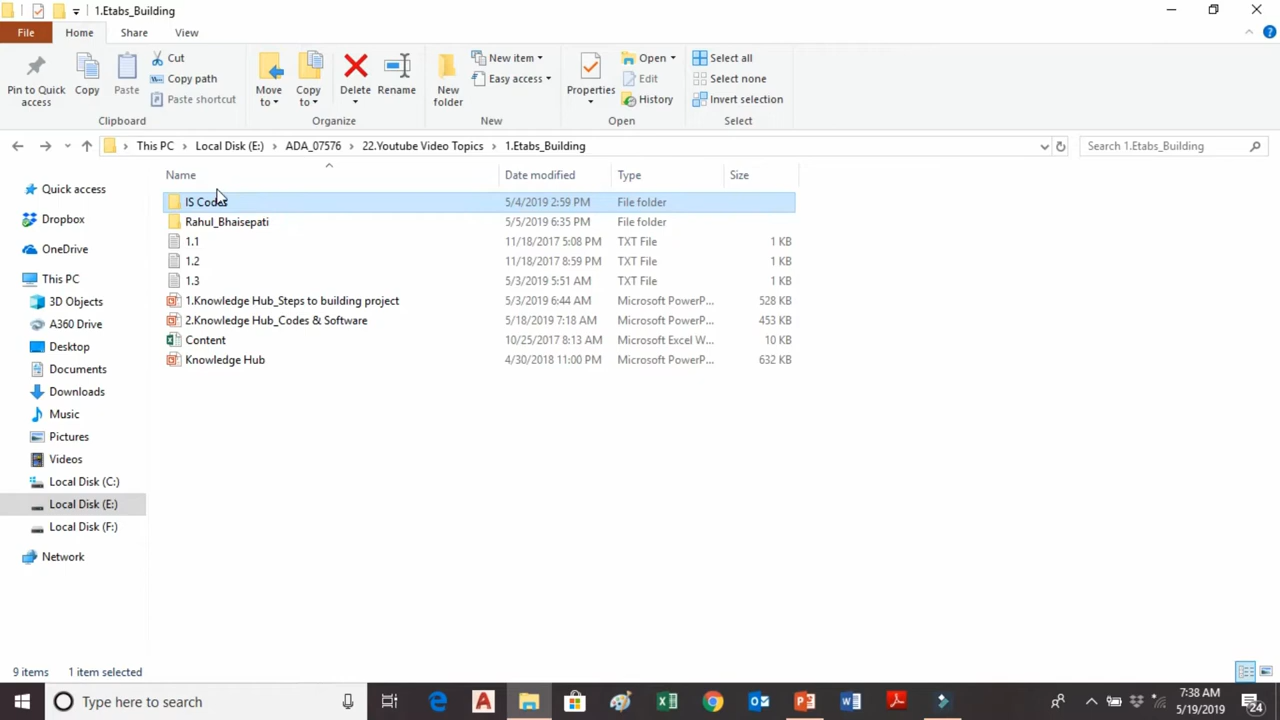 1.Etabs_Building
File Home Share View
Pin to Quick access
Copy
Paste
Cut
Copy path
Paste shortcut
Clipboard
Move to
Copy to
Delete
Rename
Organize
New folder
New item
Easy access
New
Properties
Open
Edit
History
Open
Select all
Select none
Invert selection
Select
This PC > Local Disk (E:) > ADA_07576 > 22.Youtube Video Topics > 1.Etabs_Building
Search 1.Etabs_Building
Quick access
Dropbox
OneDrive
This PC
3D Objects
A360 Drive
Desktop
Documents
Downloads
Music
Pictures
Videos
Local Disk (C:)
Local Disk (E:)
Local Disk (F:)
Network
Name Date modified Type Size
IS Codes 5/4/2019 2:59 PM File folder
Rahul_Bhaisepati 5/5/2019 6:35 PM File folder
1.1 11/18/2017 5:08 PM TXT File 1 KB
1.2 11/18/2017 8:59 PM TXT File 1 KB
1.3 5/3/2019 5:51 AM TXT File 1 KB
1.Knowledge Hub_Steps to building project 5/3/2019 6:44 AM Microsoft PowerP... 528 KB
2.Knowledge Hub_Codes & Software 5/18/2019 7:18 AM Microsoft PowerP... 453 KB
Content 10/25/2017 8:13 AM Microsoft Excel W... 10 KB
Knowledge Hub 4/30/2018 11:00 PM Microsoft PowerP... 632 KB
9 items 1 item selected
Type here to search
7:38 AM
5/19/2019
24